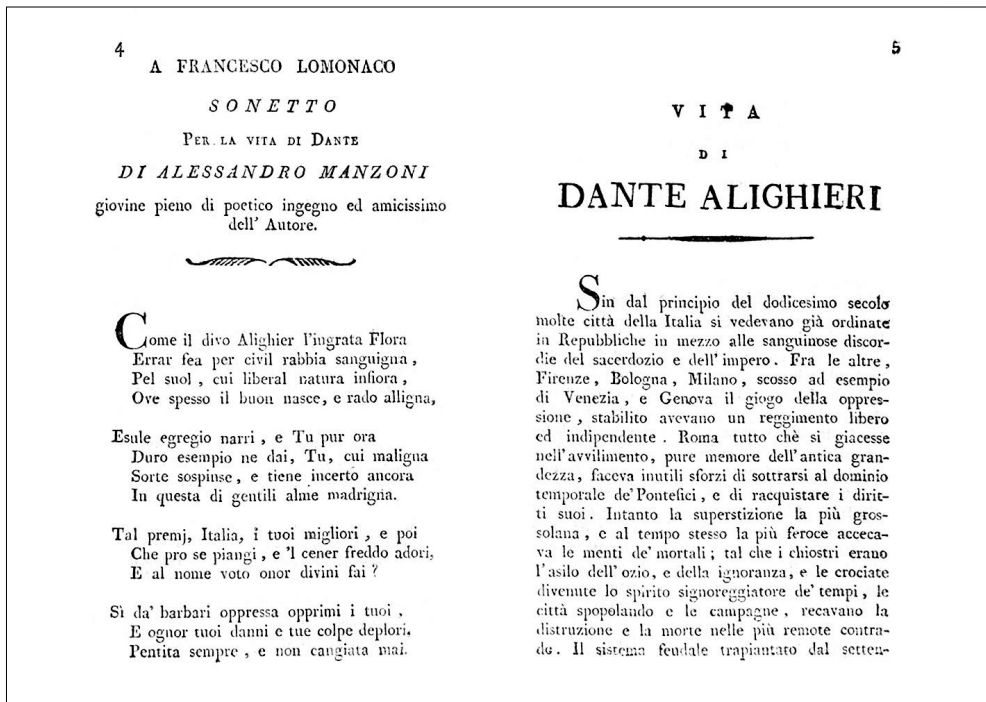 4
A FRANCESCO LOMONACO
SONETTO
PER LA VITA DI DANTE
DI ALESSANDRO MANZONI
giovine pieno di poetico ingegno ed amicissimo
dell' Autore.
Come il divo Alighier l'ingrata Flora
Errar fea per civil rabbia sanguigna ,
Pel suol , cui liberal natura infiora ,
Ove spesso il buon nasce, e rado alligna,
Esule egregio narri , e Tu pur ora
Duro esempio ne dai, Tu, cui maligna
Sorte sospinse, e tiene incerto ancora
In questa di gentili alme madrigna.
Tal premj, Italia, i tuoi migliori , e poi
Che pro se piangi , e 'l cener freddo adori,
E al nome voto onor divini fai ?
Sì da' barbari oppressa opprimi i tuoi ,
E ognor tuoi danni e tue colpe deplori,
Pentita sempre , e non cangiata mai.
5
VITA
DI
DANTE ALIGHIERI
Sin dal principio del dodicesimo secolo
molte città della Italia si vedevano già ordinate
in Repubbliche in mezzo alle sanguinose discor-
die del sacerdozio e dell' impero . Fra le altre ,
Firenze , Bologna , Milano , scosso ad esempio
di Venezia , e Genova il giogo della oppres-
sione , stabilito avevano un reggimento libero
ed indipendente . Roma tutto chè si giacesse
nell'avvilimento, pure memore dell'antica gran-
dezza, faceva inutili sforzi di sottrarsi al dominio
temporale de'Pontefici , e di racquistare i dirit-
ti suoi . Intanto la superstizione la più gros-
solana , e al tempo stesso la più feroce acceca-
va le menti de' mortali ; tal che i chiostri erano
l'asilo dell' ozio, e della ignoranza, e le crociate
divenute lo spirito signoreggiatore de' tempi , le
città spopolando e le campagne , recavano la
distruzione e la morte nelle più remote contra-
de . Il sistema feudale trapiantato dal setten-